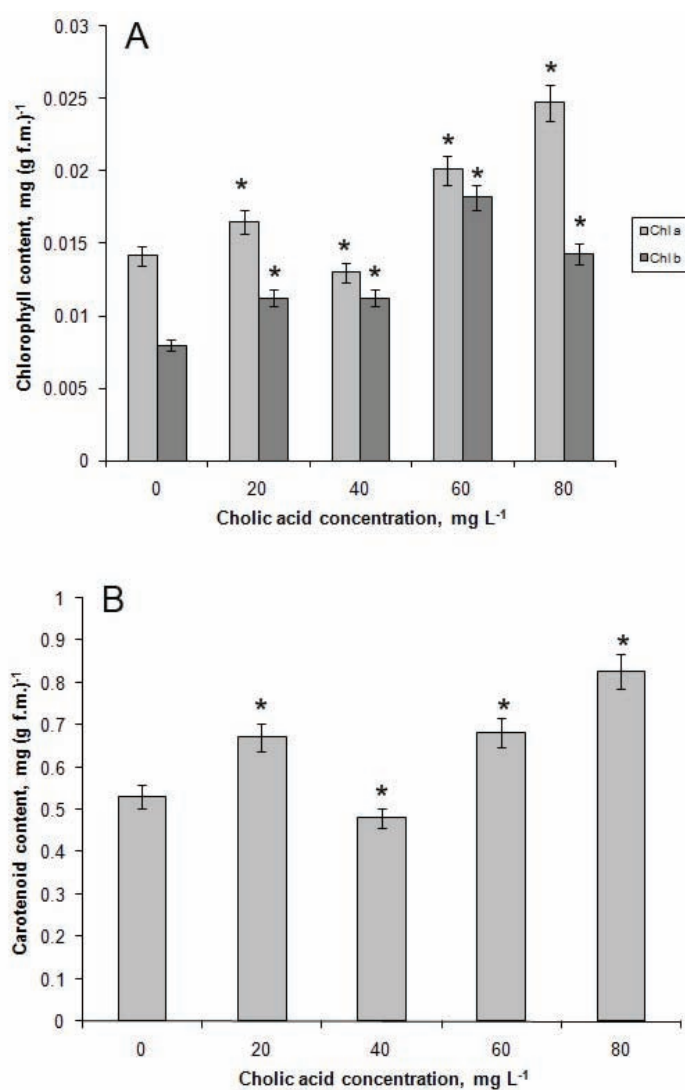 A
0.03
0.025
0.02
0.015
0.01
0.005
0
Chlorophyll content, mg (g f.m.)-1
* * * * * * * *
Chl a
Chl b
0 20 40 60 80
Cholic acid concentration, mg L-1
B
1
0.9
0.8
0.7
0.6
0.5
0.4
0.3
0.2
0.1
0
Carotenoid content, mg (g f.m.)-1
* * * *
0 20 40 60 80
Cholic acid concentration, mg L-1